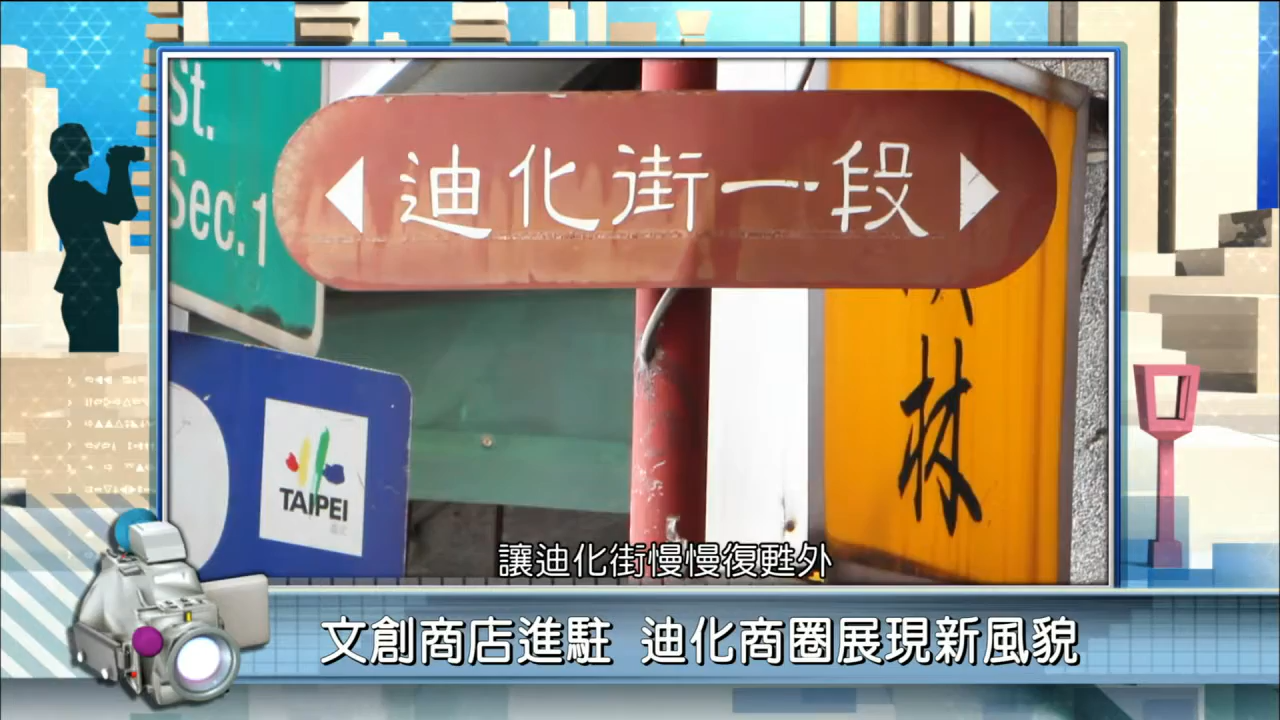 St.
Sec.1
迪化街一段
林
TAIPEI
讓迪化街慢慢復甦外
文創商店進駐 迪化商圈展現新風貌